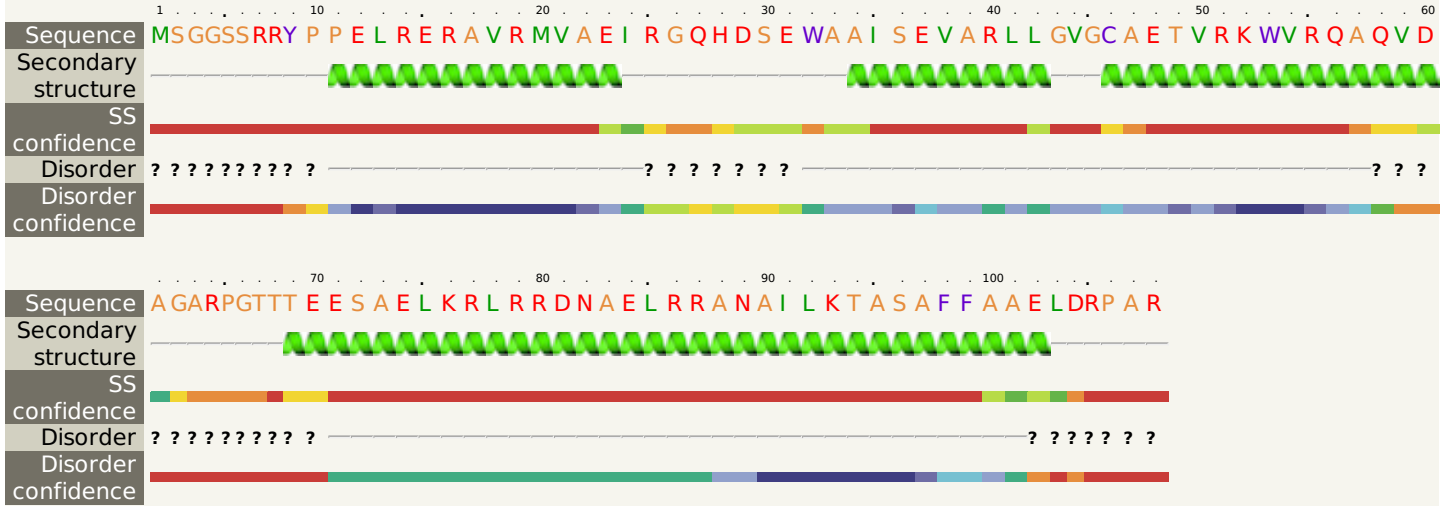 1 10 20 30 40 50 60
Sequence MSGGSSRRYPPELRERAVRMVAEIRGQHDSEWAAISEVARLLGVGCAETVRKWVRQAQVD
Secondary
structure
SS
confidence
Disorder ? ? ? ? ? ? ? ? ? ? ? ? ? ? ? ? ? ? ? ?
Disorder
confidence
70 80 90 100
Sequence AGARPGTTTEESAELKRLRRDNAELRRANAILKTASAFFAAELDRPAR
Secondary
structure
SS
confidence
Disorder ? ? ? ? ? ? ? ? ? ? ? ? ? ? ? ? ?
Disorder
confidence